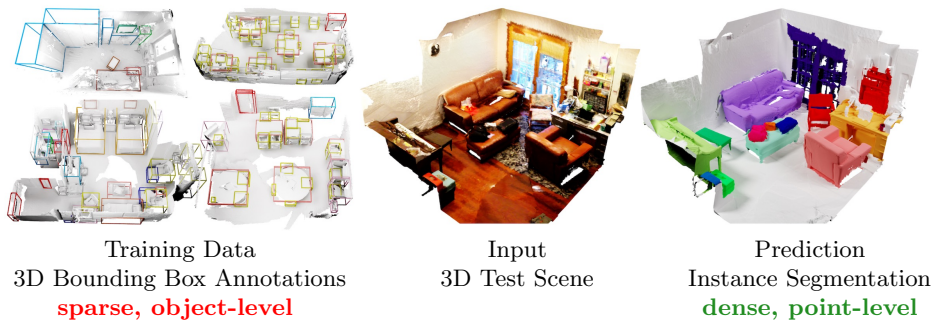 Training Data
3D Bounding Box Annotations
sparse, object-level
Input
3D Test Scene
Prediction
Instance Segmentation
dense, point-level